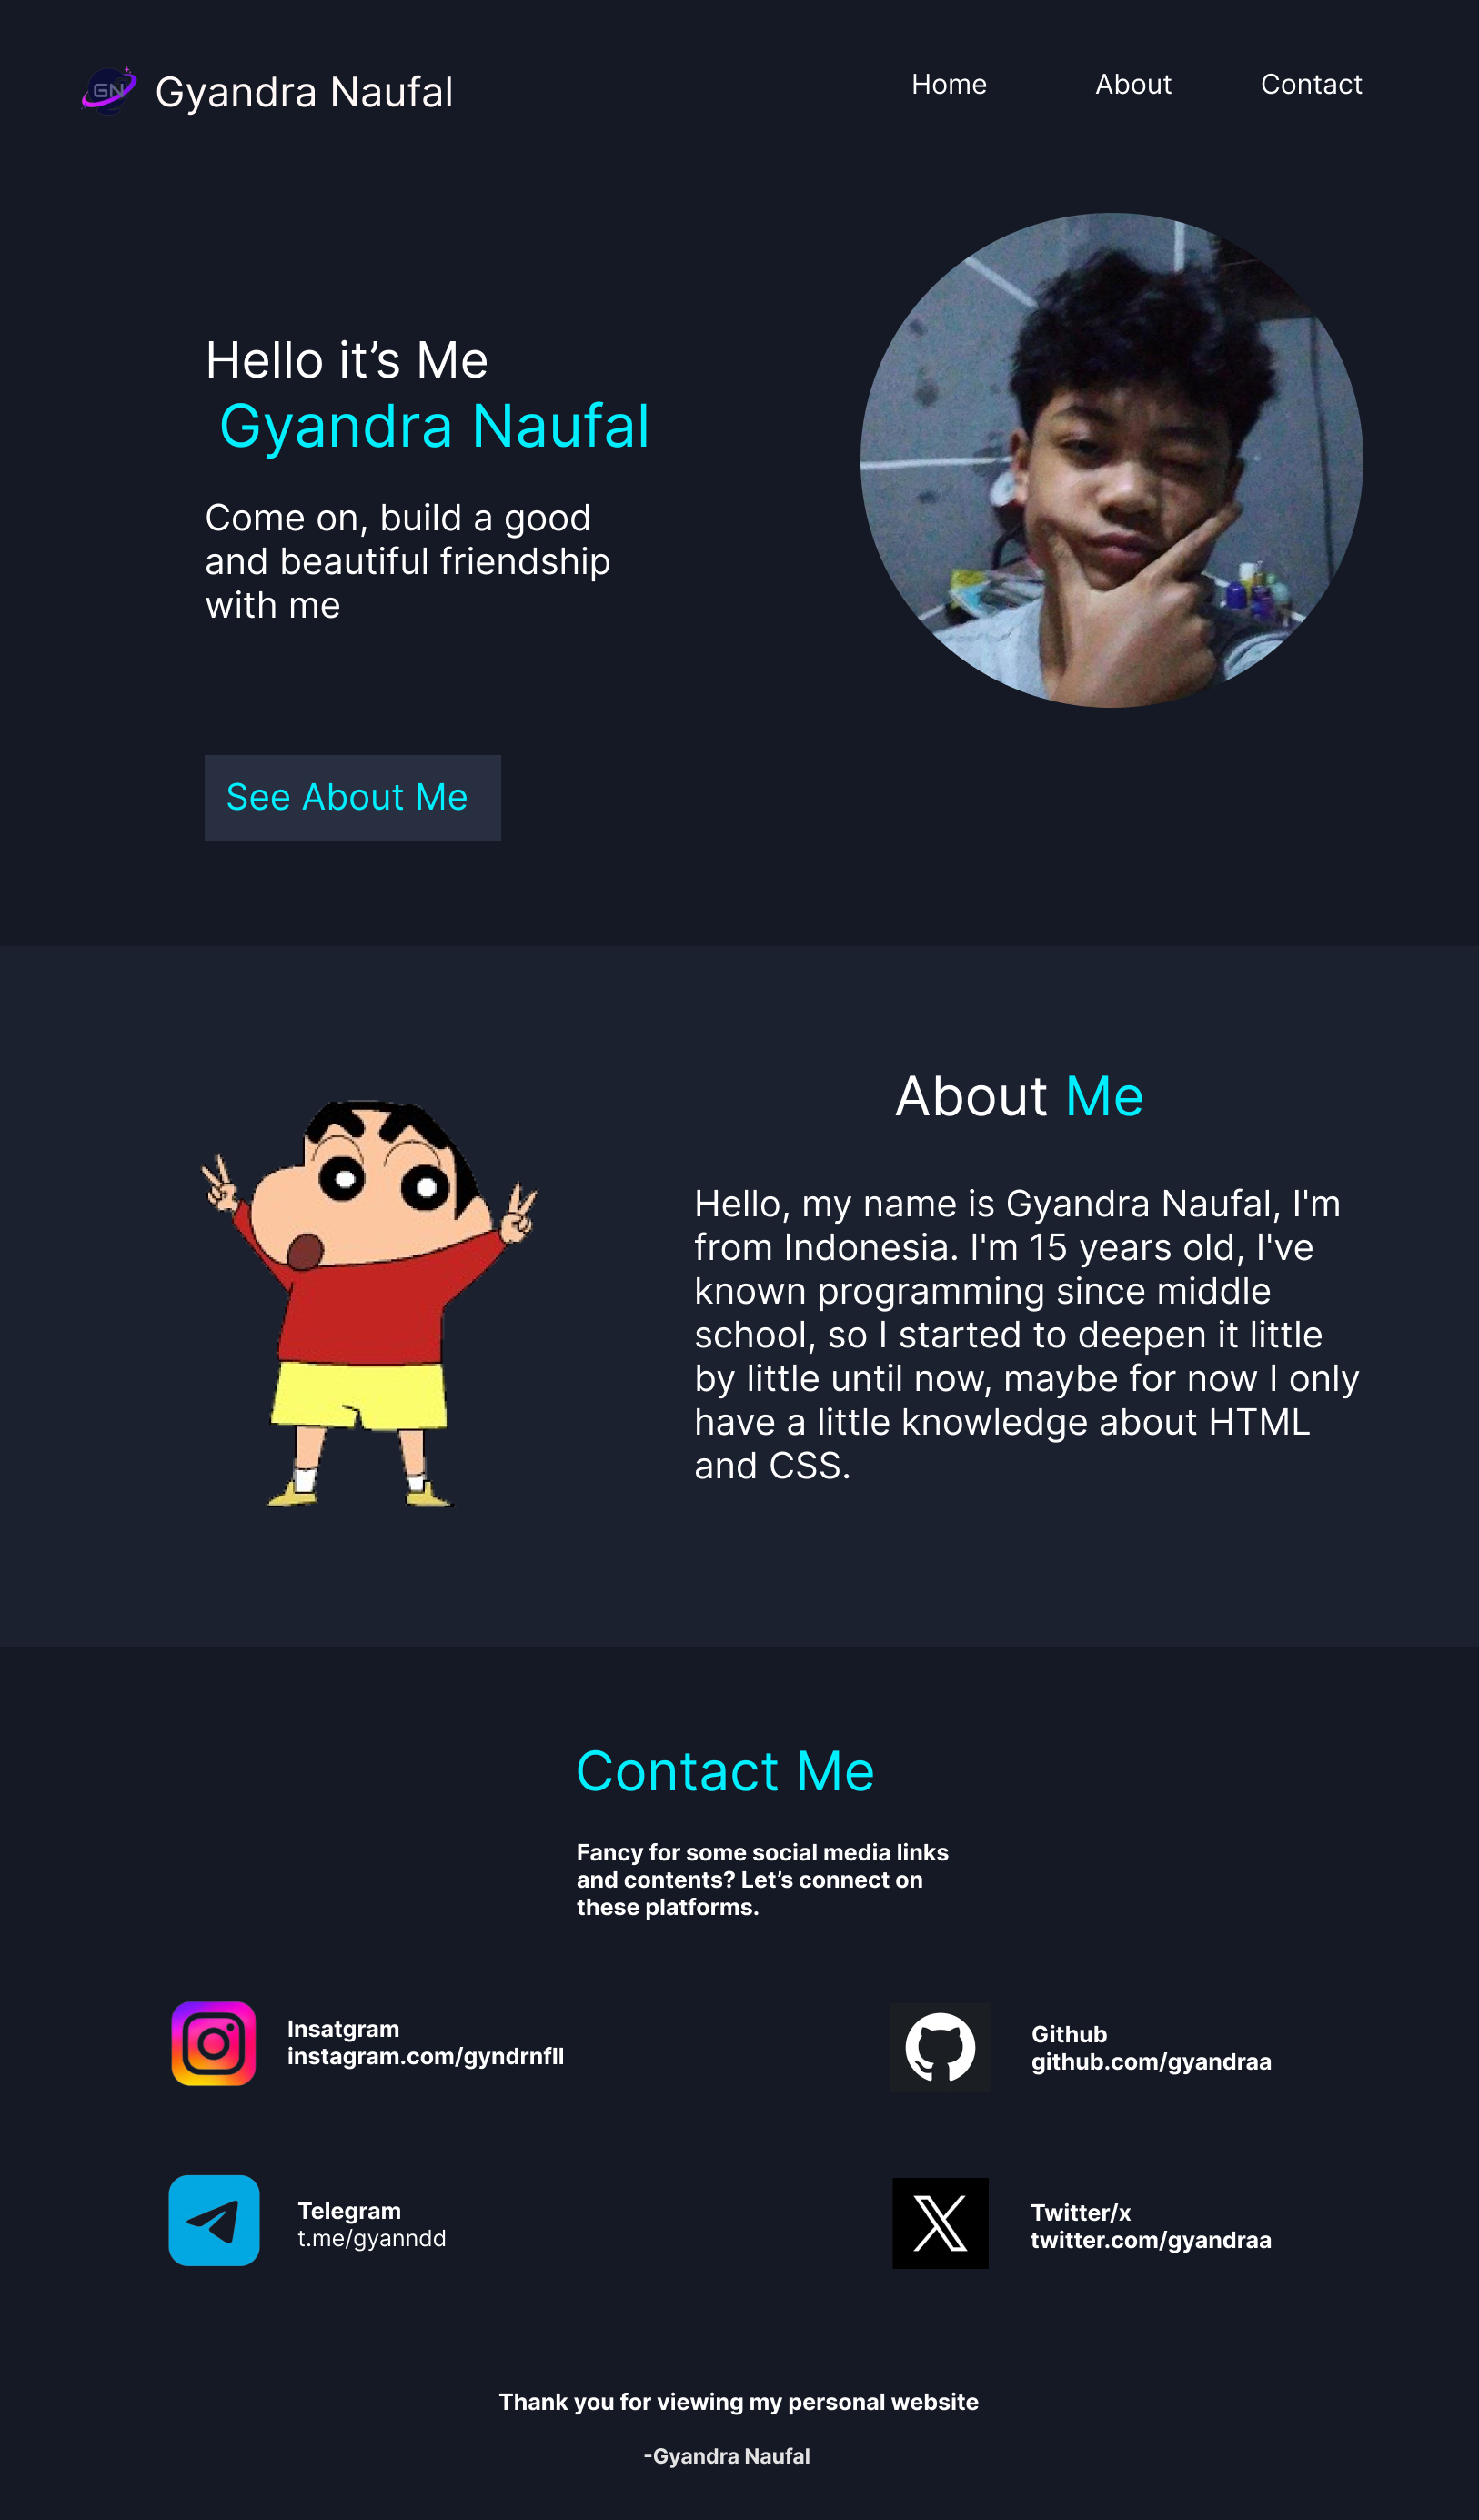 GN Gyandra Naufal
Home About Contact
Hello it’s Me
Gyandra Naufal
Come on, build a good
and beautiful friendship
with me
See About Me
About Me
Hello, my name is Gyandra Naufal, I'm
from Indonesia. I'm 15 years old, I've
known programming since middle
school, so I started to deepen it little
by little until now, maybe for now I only
have a little knowledge about HTML
and CSS.
Contact Me
Fancy for some social media links
and contents? Let’s connect on
these platforms.
Insatgram
instagram.com/gyndrnfll
Github
github.com/gyandraa
Telegram
t.me/gyanndd
Twitter/x
twitter.com/gyandraa
Thank you for viewing my personal website
-Gyandra Naufal